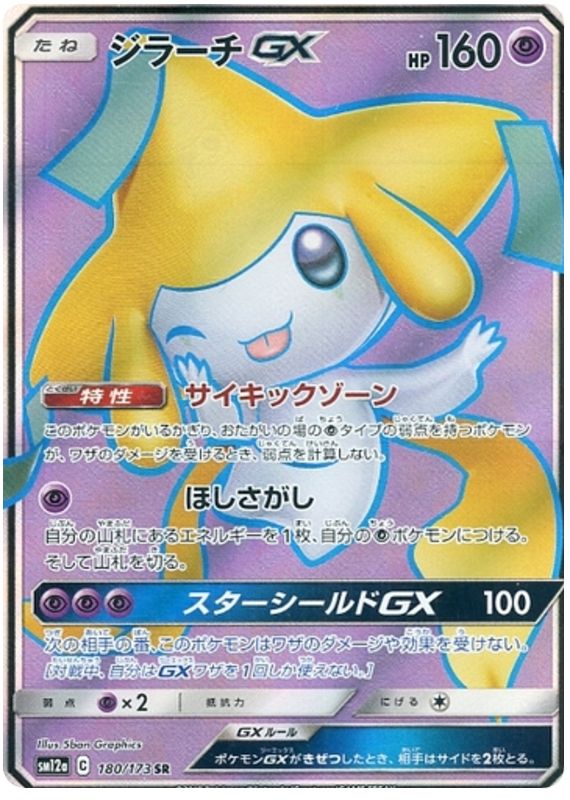 たね ジラーチGX HP160
とくせい
特性 サイキックゾーン
このポケモンがいるかぎり、おたがいの場の超タイプの弱点を持つポケモン
が、ワザのダメージを受けるとき、弱点を計算しない。
ほしさがし
自分の山札にあるエネルギーを1枚、自分の超ポケモンにつける。
そして山札を切る。
スターシールドGX 100
次の相手の番、このポケモンはワザのダメージや効果を受けない。
[対戦中、自分はGXワザを1回しか使えない。]
弱点 ×2 抵抗力 にげる
Illus. 5ban Graphics
GXルール
sm12a C 180/173 SR
ポケモンGXがきぜつしたとき、相手はサイドを2枚とる。